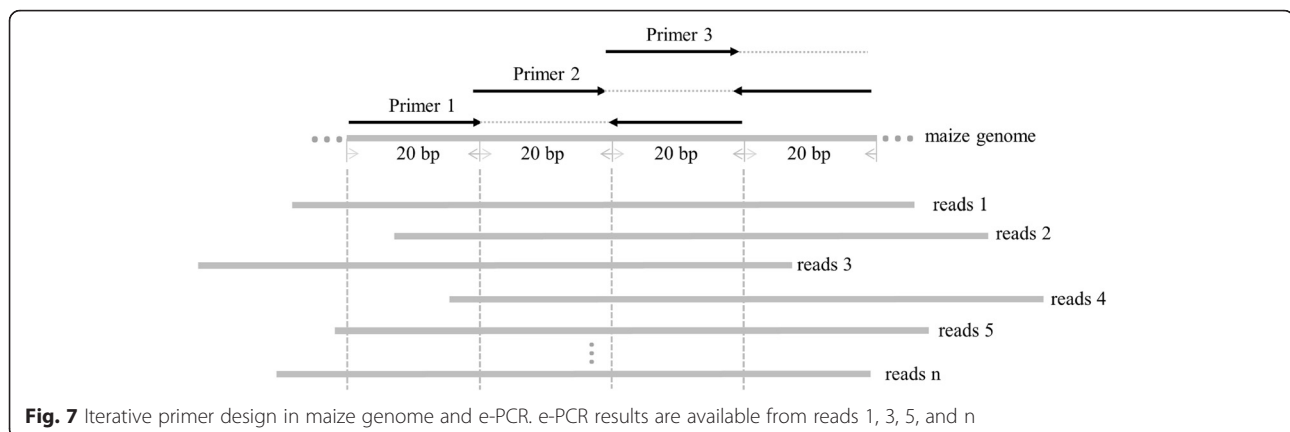 Primer 3
Primer 2
Primer 1
maize genome
20 bp 20 bp 20 bp 20 bp
reads 1
reads 2
reads 3
reads 4
reads 5
reads n
Fig. 7 Iterative primer design in maize genome and e-PCR. e-PCR results are available from reads 1, 3, 5, and n